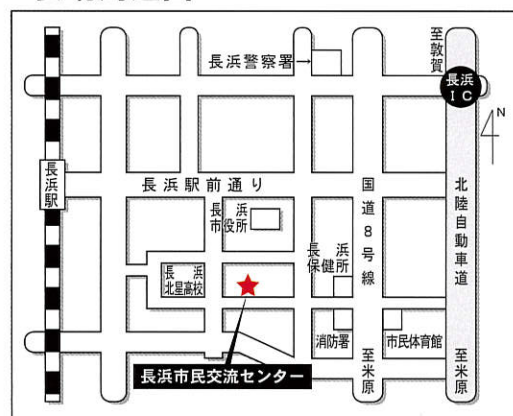 至敦賀
長浜警察署→
長浜
IC
N
長浜駅
長浜駅前通り
国道8号線
北陸自動車道
長浜
市役所
長浜
保健所
長浜
北星高校
消防署
市民体育館
至米原
至米原
長浜市民交流センター